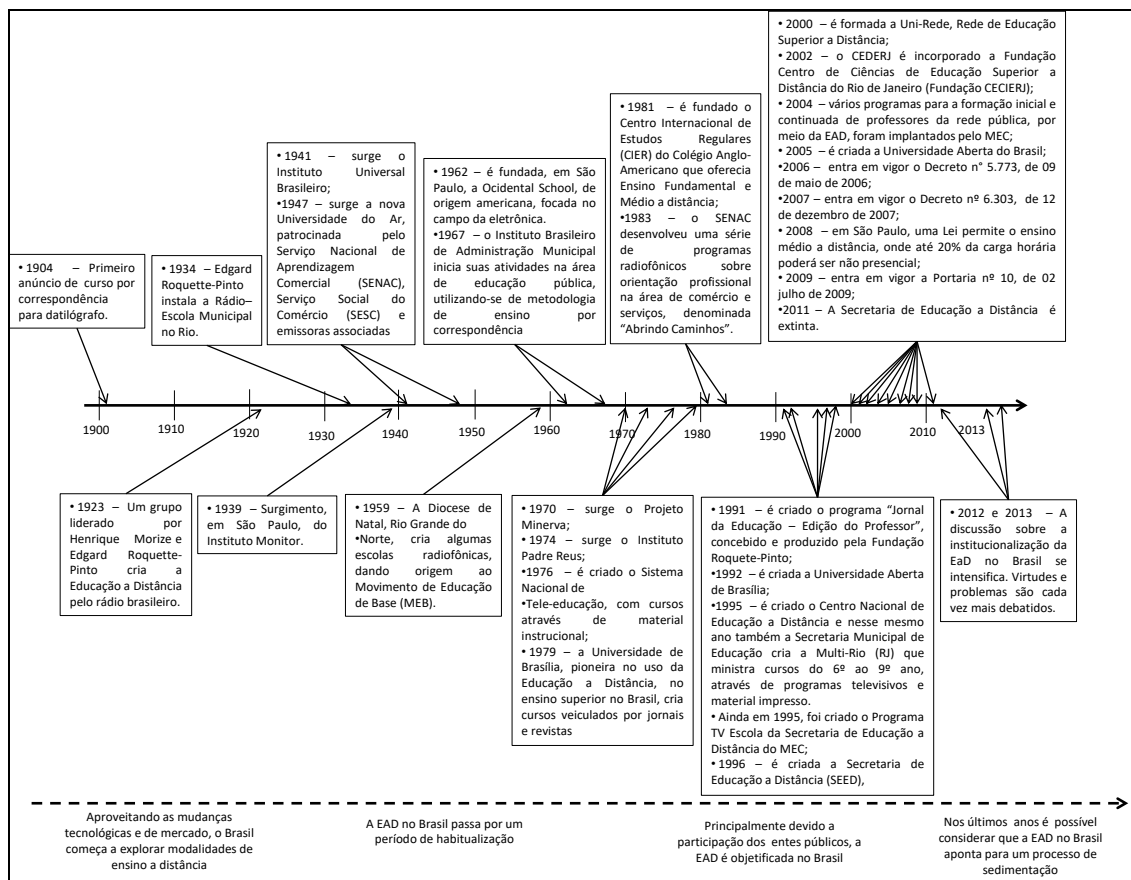 • 1904 – Primeiro
anúncio de curso por
correspondência
para datilógrafo.
• 1934 – Edgard
Roquette-Pinto
instala a Rádio–
Escola Municipal
no Rio.
•1941 – surge o
Instituto Universal
Brasileiro;
•1947 – surge a nova
Universidade do Ar,
patrocinada pelo
Serviço Nacional de
Aprendizagem
Comercial (SENAC),
Serviço Social do
Comércio (SESC) e
emissoras associadas
•1962 – é fundada, em São
Paulo, a Ocidental School, de
origem americana, focada no
campo da eletrônica.
•1967 – o Instituto Brasileiro
de Administração Municipal
inicia suas atividades na área
de educação pública,
utilizando-se de metodologia
de ensino por
correspondência
•1981 – é fundado o
Centro Internacional de
Estudos Regulares
(CIER) do Colégio Anglo-
Americano que oferecia
Ensino Fundamental e
Médio a distância;
•1983 – o SENAC
desenvolveu uma série
de programas
radiofônicos sobre
orientação profissional
na área de comércio e
serviços, denominada
“Abrindo Caminhos”.
• 2000 – é formada a Uni-Rede, Rede de Educação
Superior a Distância;
•2002 – o CEDERJ é incorporado a Fundação
Centro de Ciências de Educação Superior a
Distância do Rio de Janeiro (Fundação CECIERJ);
•2004 – vários programas para a formação inicial e
continuada de professores da rede pública, por
meio da EAD, foram implantados pelo MEC;
•2005 – é criada a Universidade Aberta do Brasil;
•2006 – entra em vigor o Decreto n° 5.773, de 09
de maio de 2006;
•2007 – entra em vigor o Decreto nº 6.303, de 12
de dezembro de 2007;
•2008 – em São Paulo, uma Lei permite o ensino
médio a distância, onde até 20% da carga horária
poderá ser não presencial;
•2009 – entra em vigor a Portaria nº 10, de 02
julho de 2009;
•2011 – A Secretaria de Educação a Distância é
extinta.
1900 1910 1920 1930 1940 1950 1960 1970 1980 1990 2000 2010 2013
• 1923 – Um grupo
liderado por
Henrique Morize e
Edgard Roquette-
Pinto cria a
Educação a Distância
pelo rádio brasileiro.
• 1939 – Surgimento,
em São Paulo, do
Instituto Monitor.
•1959 – A Diocese de
Natal, Rio Grande do
•Norte, cria algumas
escolas radiofônicas,
dando origem ao
Movimento de Educação
de Base (MEB).
•1970 – surge o Projeto
Minerva;
•1974 – surge o Instituto
Padre Reus;
•1976 – é criado o Sistema
Nacional de
•Tele-educação, com cursos
através de material
instrucional;
•1979 – a Universidade de
Brasília, pioneira no uso da
Educação a Distância, no
ensino superior no Brasil, cria
cursos veiculados por jornais
e revistas
•1991 – é criado o programa “Jornal
da Educação – Edição do Professor”,
concebido e produzido pela Fundação
Roquete-Pinto;
•1992 – é criada a Universidade Aberta
de Brasília;
•1995 – é criado o Centro Nacional de
Educação a Distância e nesse mesmo
ano também a Secretaria Municipal de
Educação cria a Multi-Rio (RJ) que
ministra cursos do 6º ao 9º ano,
através de programas televisivos e
material impresso.
• Ainda em 1995, foi criado o Programa
TV Escola da Secretaria de Educação a
Distância do MEC;
•1996 – é criada a Secretaria de
Educação a Distância (SEED),
• 2012 e 2013 – A
discussão sobre a
institucionalização da
EaD no Brasil se
intensifica. Virtudes e
problemas são cada
vez mais debatidos.
Aproveitando as mudanças
tecnológicas e de mercado, o Brasil
começa a explorar modalidades de
ensino a distância
A EAD no Brasil passa por um
período de habitualização
Principalmente devido a
participação dos entes públicos, a
EAD é objetificada no Brasil
Nos últimos anos é possível
considerar que a EAD no Brasil
aponta para um processo de
sedimentação